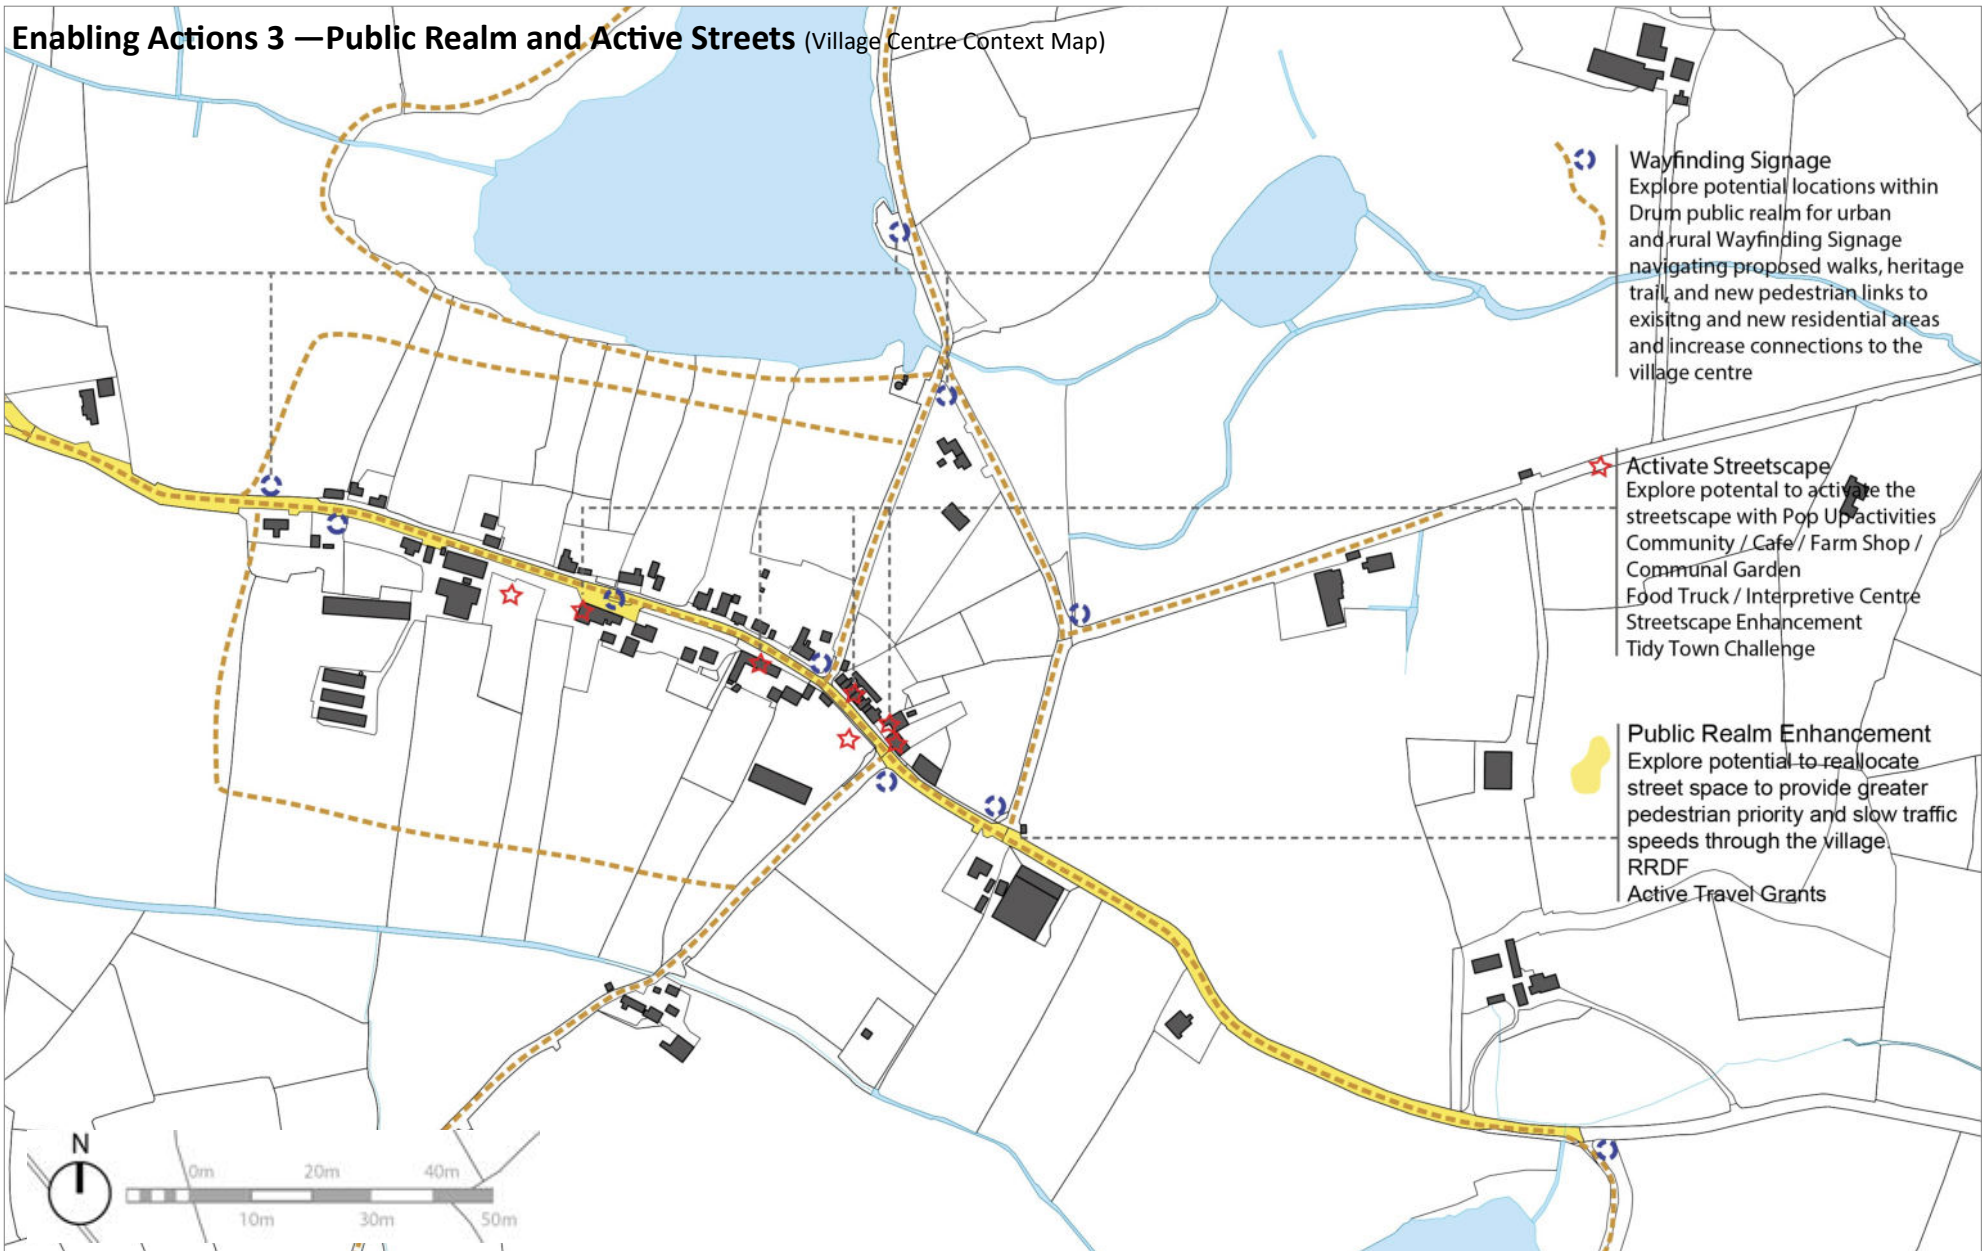 Enabling Actions 3 —Public Realm and Active Streets (Village Centre Context Map)
Wayfinding Signage
Explore potential locations within
Drum public realm for urban
and rural Wayfinding Signage
navigating proposed walks, heritage
trail, and new pedestrian links to
exisitng and new residential areas
and increase connections to the
village centre
Activate Streetscape
Explore potental to activate the
streetscape with Pop Up activities
Community / Cafe / Farm Shop /
Communal Garden
Food Truck / Interpretive Centre
Streetscape Enhancement
Tidy Town Challenge
Public Realm Enhancement
Explore potential to reallocate
street space to provide greater
pedestrian priority and slow traffic
speeds through the village.
RRDF
Active Travel Grants
N
0m 20m 40m
10m 30m 50m